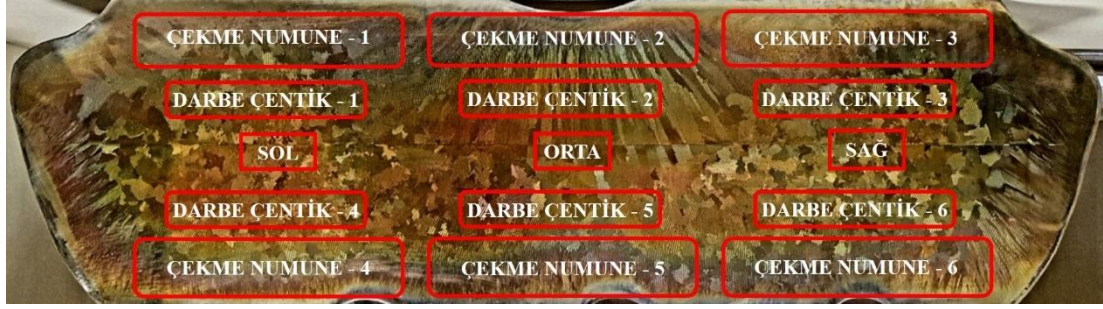 ÇEKME NUMUNE - 1
ÇEKME NUMUNE - 2
ÇEKME NUMUNE - 3
DARBE ÇENTİK - 1
DARBE ÇENTİK - 2
DARBE ÇENTİK - 3
SOL
ORTA
SAĞ
DARBE ÇENTİK - 4
DARBE ÇENTİK - 5
DARBE ÇENTİK - 6
ÇEKME NUMUNE - 4
ÇEKME NUMUNE - 5
ÇEKME NUMUNE - 6